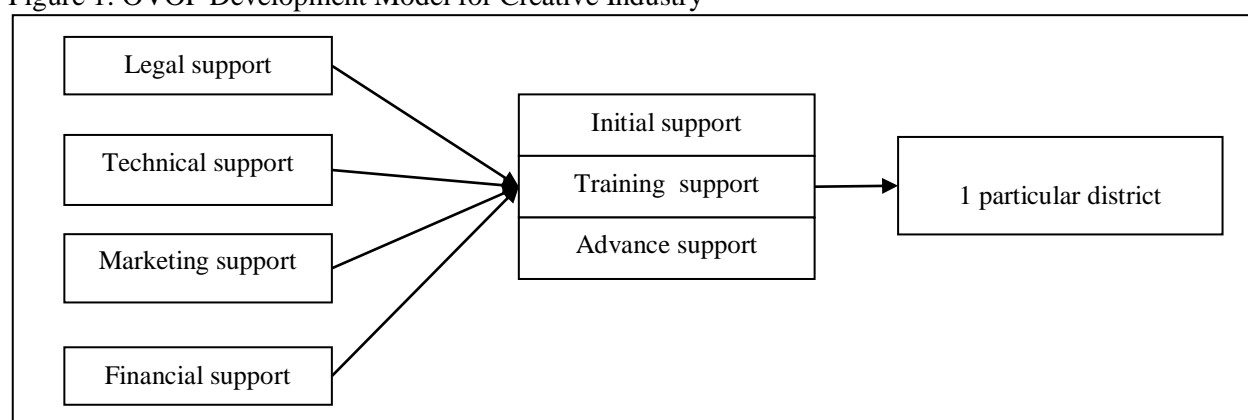 Figure 1. OVOP Development Model for Creative Industry
Legal support
Technical support
Marketing support
Financial support
Initial support
Training support
Advance support
1 particular district